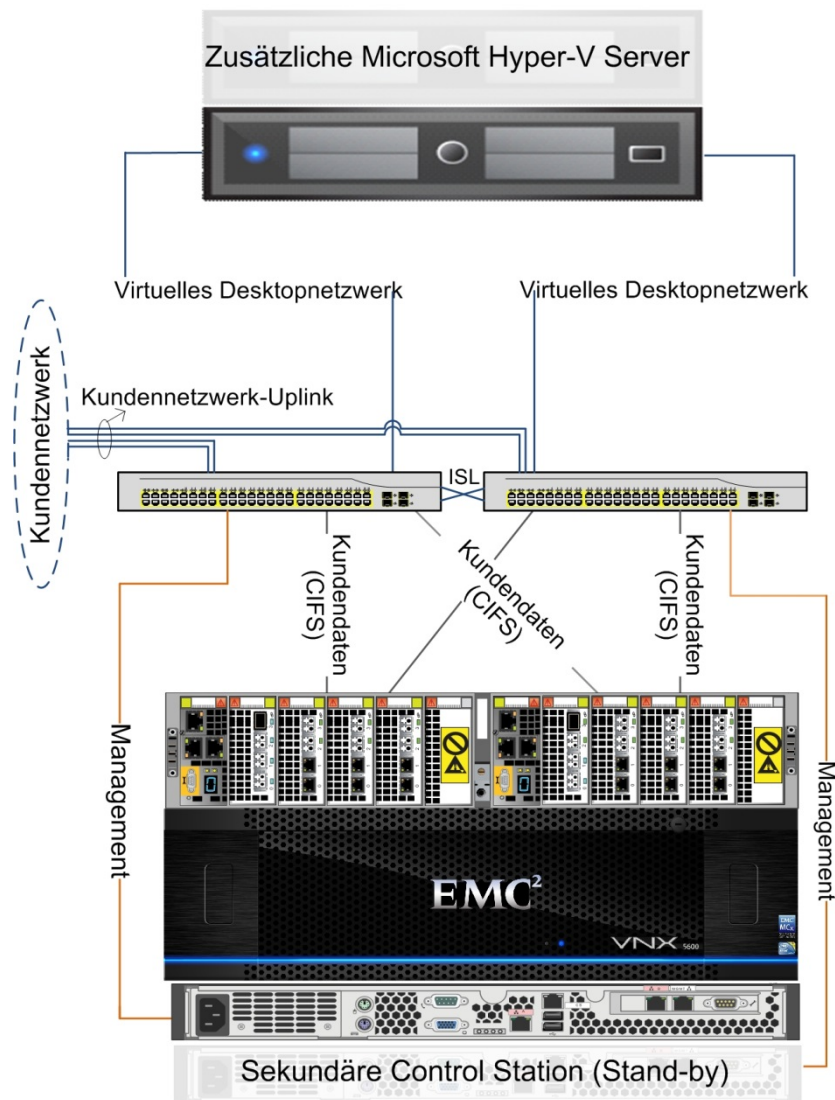 Zusätzliche Microsoft Hyper-V Server
Virtuelles Desktopnetzwerk
Virtuelles Desktopnetzwerk
Kundennetzwerk
Kundennetzwerk-Uplink
ISL
Kundendaten
(CIFS)
Kundendaten
(CIFS)
Kundendaten
(CIFS)
Management
Management
EMC²
VNX 5600
Sekundäre Control Station (Stand-by)